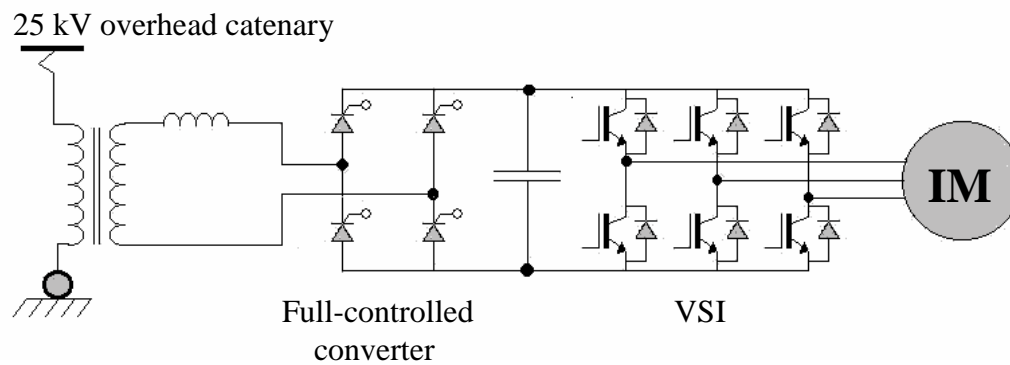 25 kV overhead catenary
IM
Full-controlled
converter
VSI